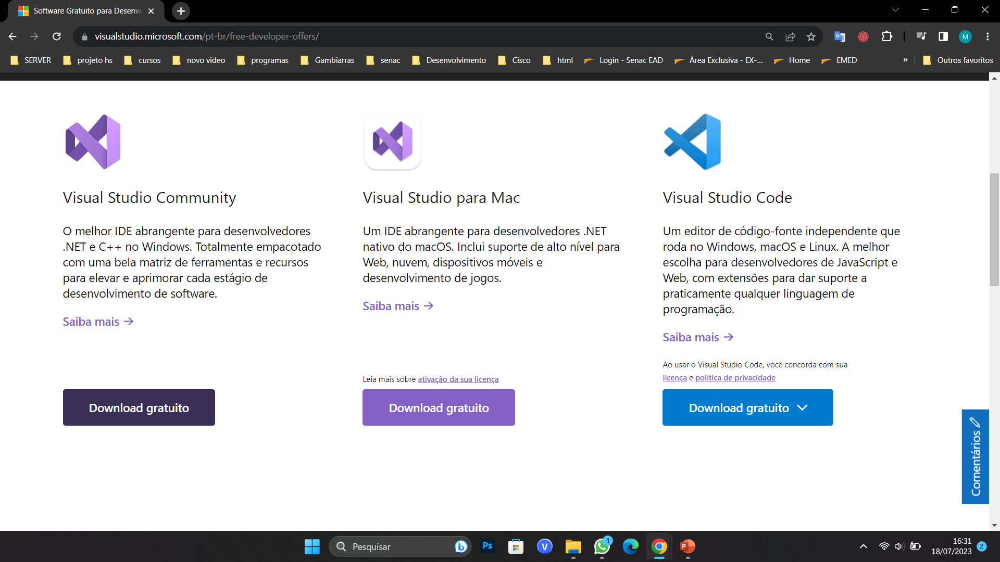 Software Gratuito para Desenvo
visualstudio.microsoft.com/pt-br/free-developer-offers/
M
SERVER projeto hs cursos novo video programas Gambiarras senac Desenvolvimento Cisco html Login - Senac EAD Área Exclusiva - EX-... Home EMED » Outros favoritos
Visual Studio Community
O melhor IDE abrangente para desenvolvedores
.NET e C++ no Windows. Totalmente empacotado
com uma bela matriz de ferramentas e recursos
para elevar e aprimorar cada estágio de
desenvolvimento de software.
Saiba mais →
Download gratuito
Visual Studio para Mac
Um IDE abrangente para desenvolvedores .NET
nativo do macOS. Inclui suporte de alto nível para
Web, nuvem, dispositivos móveis e
desenvolvimento de jogos.
Saiba mais →
Leia mais sobre ativação da sua licença
Download gratuito
Visual Studio Code
Um editor de código-fonte independente que
roda no Windows, macOS e Linux. A melhor
escolha para desenvolvedores de JavaScript e
Web, com extensões para dar suporte a
praticamente qualquer linguagem de
programação.
Saiba mais →
Ao usar o Visual Studio Code, você concorda com sua
licença e política de privacidade
Download gratuito
Comentários
Pesquisar
Ps
V
1
P
16:31
18/07/2023
2